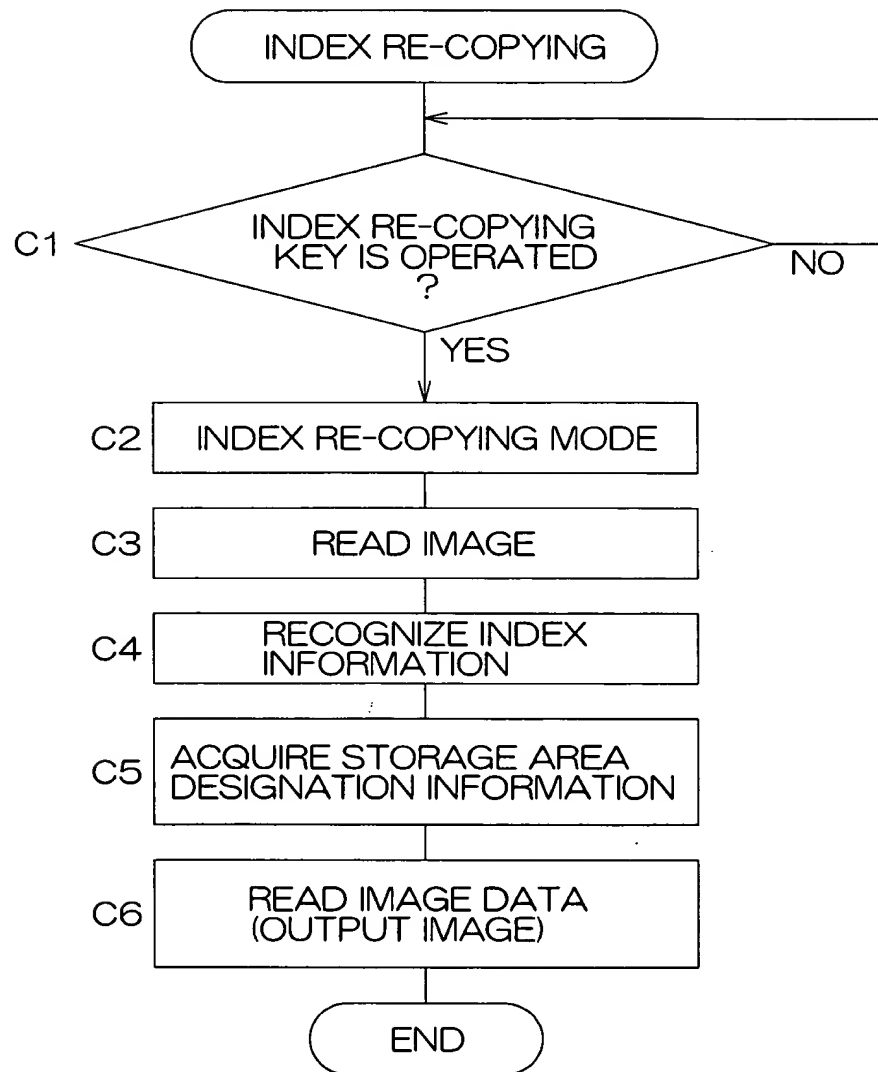 INDEX RE-COPYING
C1
INDEX RE-COPYING
KEY IS OPERATED
?
NO
YES
C2
INDEX RE-COPYING MODE
C3
READ IMAGE
C4
RECOGNIZE INDEX
INFORMATION
C5
ACQUIRE STORAGE AREA
DESIGNATION INFORMATION
C6
READ IMAGE DATA
(OUTPUT IMAGE)
END